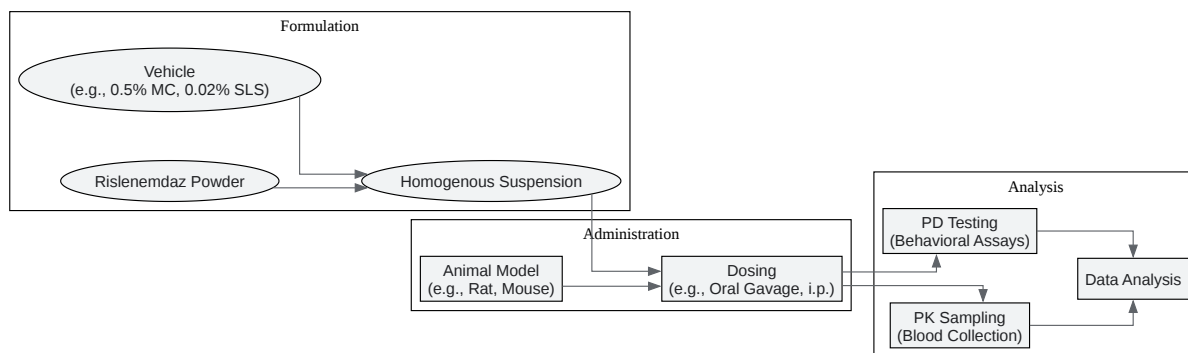 Formulation
Vehicle
(e.g., 0.5% MC, 0.02% SLS)
Rislenemdaz Powder
Homogenous Suspension
Administration
Animal Model
(e.g., Rat, Mouse)
Dosing
(e.g., Oral Gavage, i.p.)
Analysis
PD Testing
(Behavioral Assays)
PK Sampling
(Blood Collection)
Data Analysis